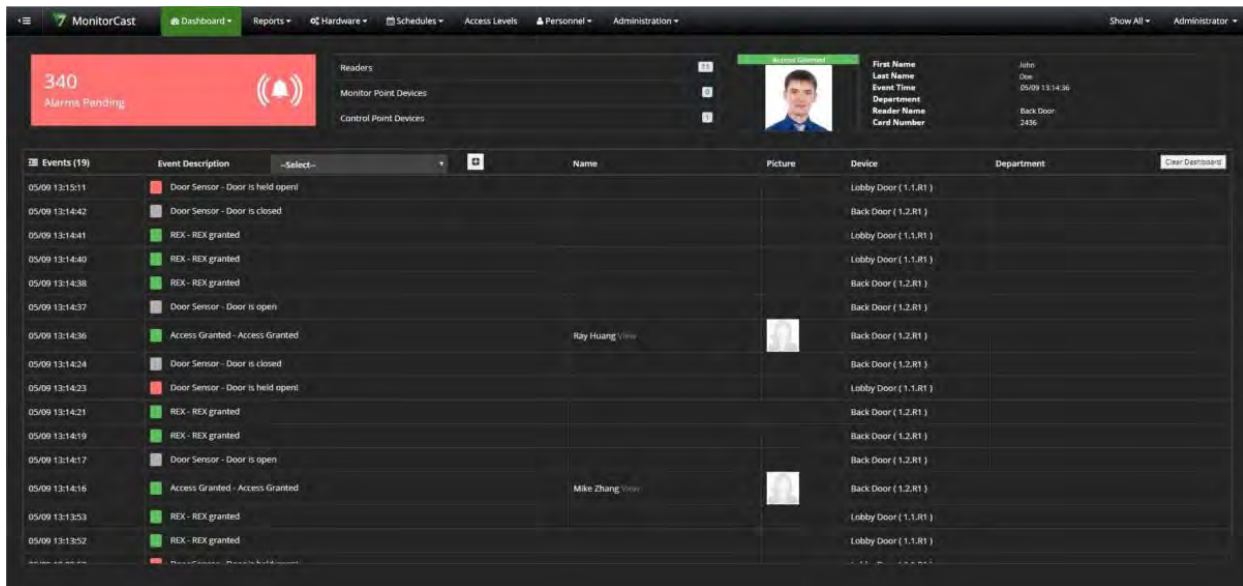 MonitorCast Dashboard Reports Hardware Schedules Access Levels Personnel Administration Show All Administrator
340
Alarms Pending
Readers
Monitor Point Devices 0
Control Point Devices 1
Access Granted
First Name John
Last Name Doe
Event Time 05/09 13:14:36
Department
Reader Name Back Door
Card Number 2436
Events (19) Event Description --Select-- Name Picture Device Department Clear Dashboard
05/09 13:15:11 Door Sensor - Door is held open! Lobby Door ( 1.1.R1 )
05/09 13:14:42 Door Sensor - Door is closed Back Door ( 1.2.R1 )
05/09 13:14:41 REX - REX granted Lobby Door ( 1.1.R1 )
05/09 13:14:40 REX - REX granted Lobby Door ( 1.1.R1 )
05/09 13:14:38 REX - REX granted Back Door ( 1.2.R1 )
05/09 13:14:37 Door Sensor - Door is open Back Door ( 1.2.R1 )
05/09 13:14:36 Access Granted - Access Granted Ray Huang View Back Door ( 1.2.R1 )
05/09 13:14:24 Door Sensor - Door is closed Back Door ( 1.2.R1 )
05/09 13:14:23 Door Sensor - Door is held open! Lobby Door ( 1.1.R1 )
05/09 13:14:21 REX - REX granted Back Door ( 1.2.R1 )
05/09 13:14:19 REX - REX granted Back Door ( 1.2.R1 )
05/09 13:14:17 Door Sensor - Door is open Back Door ( 1.2.R1 )
05/09 13:14:16 Access Granted - Access Granted Mike Zhang View Back Door ( 1.2.R1 )
05/09 13:13:53 REX - REX granted Lobby Door ( 1.1.R1 )
05/09 13:13:52 REX - REX granted Lobby Door ( 1.1.R1 )